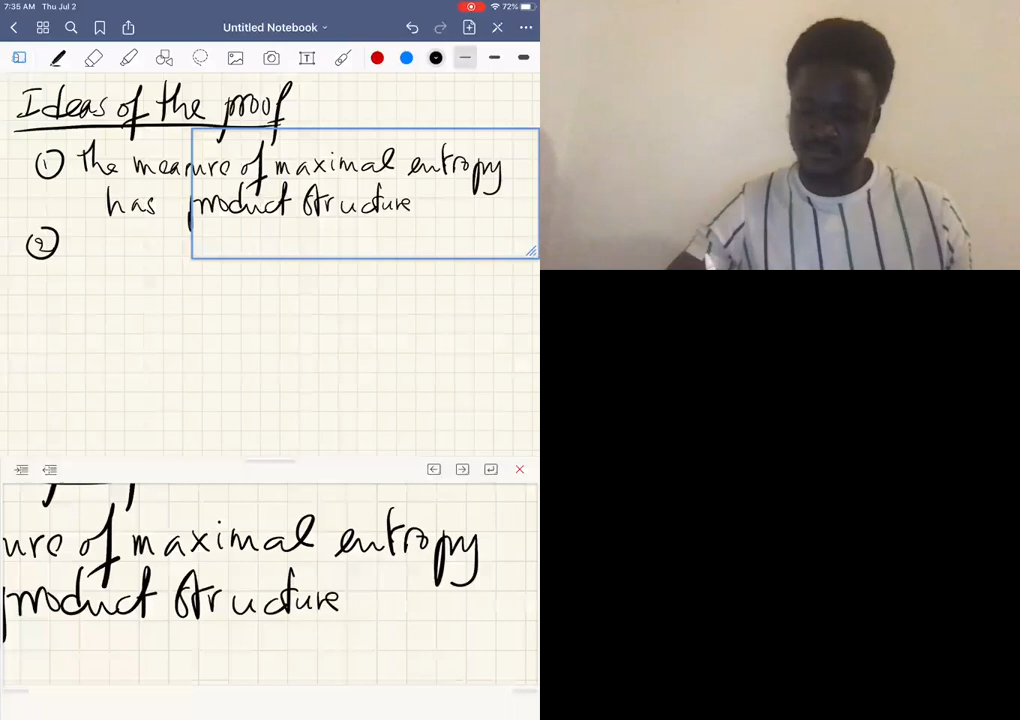 7:35 AM Thu Jul 2
72%
Untitled Notebook
T
Ideas of the proof
① the measure of maximal entropy
has product structure
②
ure of maximal entropy
product structure